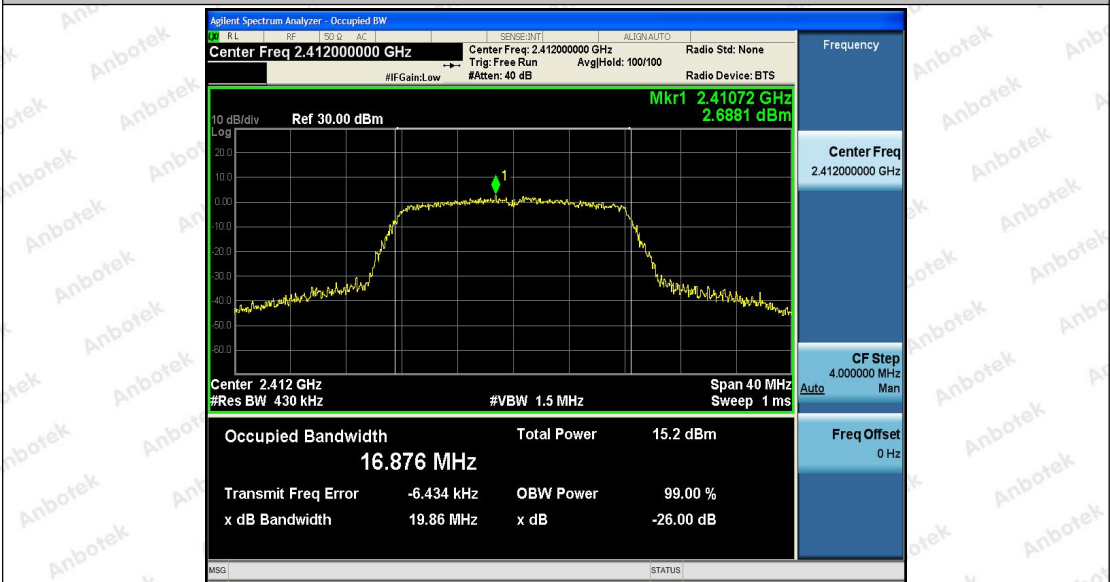 Agilent Spectrum Analyzer - Occupied BW
LXI RL RF 50 Ω AC SENSE:INT ALIGNAUTO
Center Freq 2.412000000 GHz
Center Freq: 2.412000000 GHz Radio Std: None
Trig: Free Run Avg|Hold: 100/100
#IFGain:Low #Atten: 40 dB Radio Device: BTS
Frequency
Mkr1 2.41072 GHz
10 dB/div Ref 30.00 dBm 2.6881 dBm
Log
20.0
10.0
0.00
-10.0
-20.0
-30.0
-40.0
-50.0
-60.0
1
Center 2.412 GHz Span 40 MHz
#Res BW 430 kHz #VBW 1.5 MHz Sweep 1 ms
Occupied Bandwidth Total Power 15.2 dBm
16.876 MHz
Transmit Freq Error -6.434 kHz OBW Power 99.00 %
x dB Bandwidth 19.86 MHz x dB -26.00 dB
MSG STATUS
Center Freq
2.412000000 GHz
CF Step
4.000000 MHz
Auto Man
Freq Offset
0 Hz
Anbotek